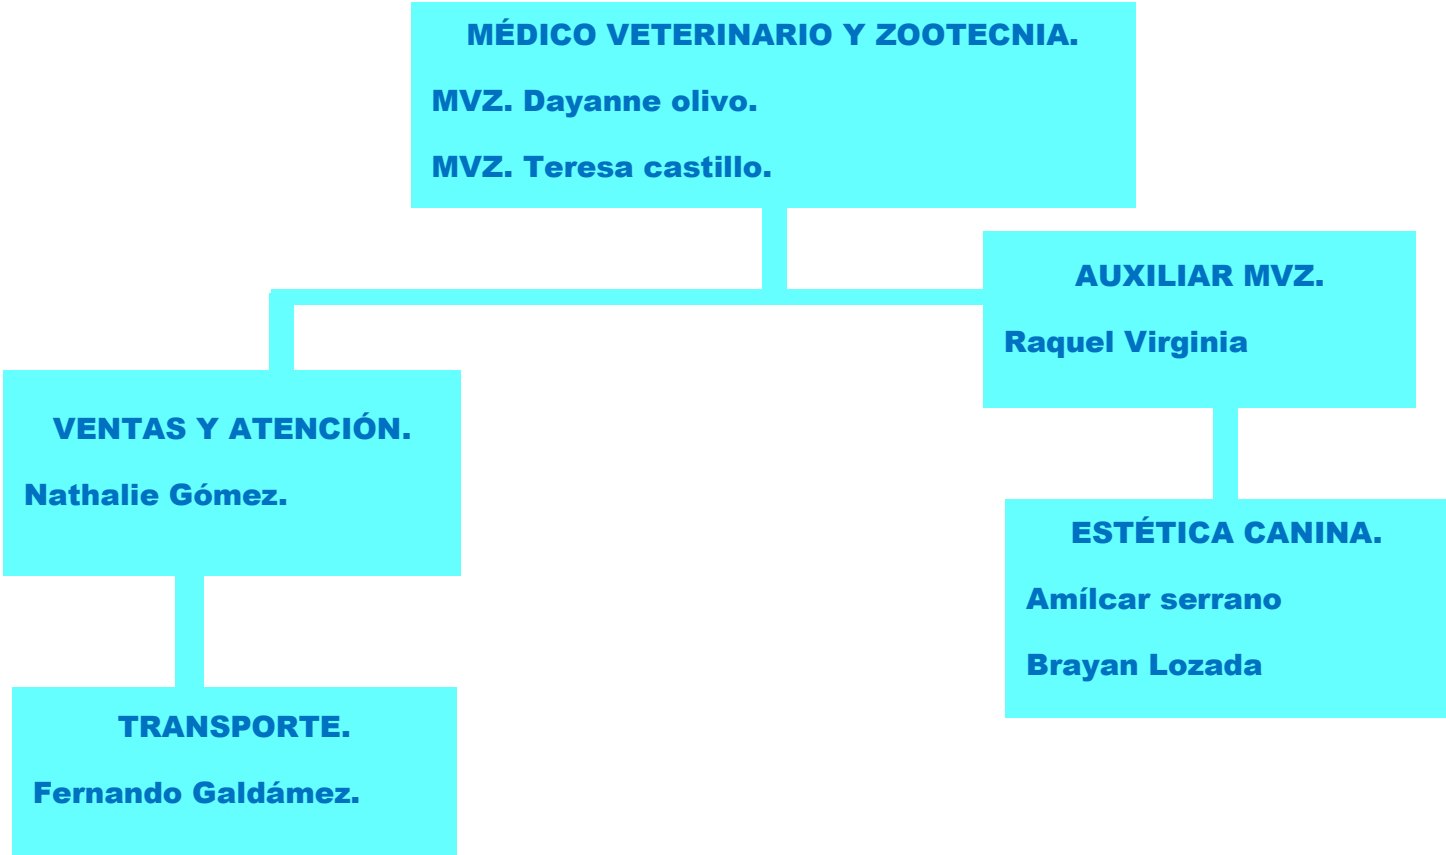 MÉDICO VETERINARIO Y ZOOTECNIA.
MVZ. Dayanne olivo.
MVZ. Teresa castillo.
AUXILIAR MVZ.
Raquel Virginia
VENTAS Y ATENCIÓN.
Nathalie Gómez.
ESTÉTICA CANINA.
Amílcar serrano
Brayan Lozada
TRANSPORTE.
Fernando Galdámez.